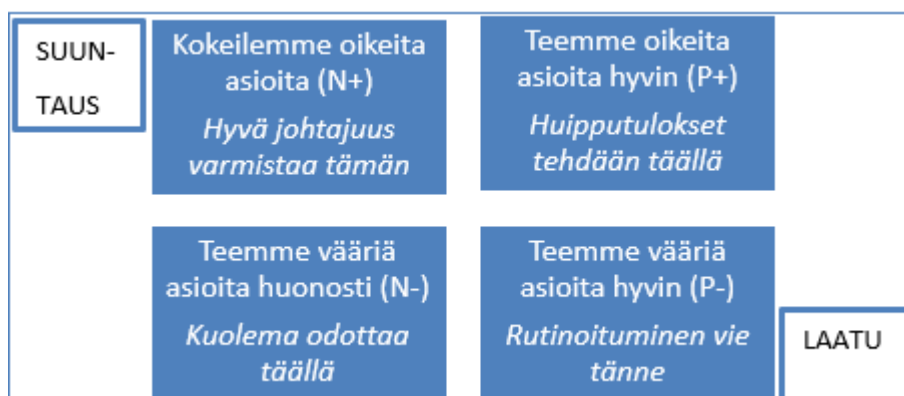 SUUN-
TAUS
Kokeilemme oikeita
asioita (N+)
Hyvä johtajuus
varmistaa tämän
Teemme oikeita
asioita hyvin (P+)
Huipputulokset
tehdään täällä
Teemme vääriä
asioita huonosti (N-)
Kuolema odottaa
täällä
Teemme vääriä
asioita hyvin (P-)
Rutinoituminen vie
tänne
LAATU